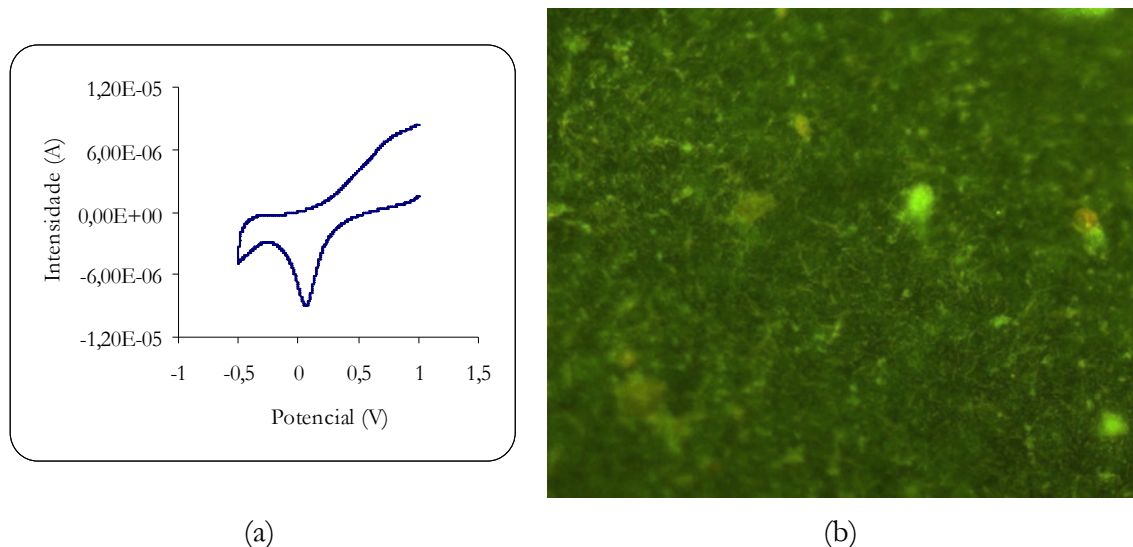 1,20E-05
6,00E-06
0,00E+00
-6,00E-06
-1,20E-05
Intensidade (A)
-1 -0,5 0 0,5 1 1,5
Potencial (V)
(a) (b)